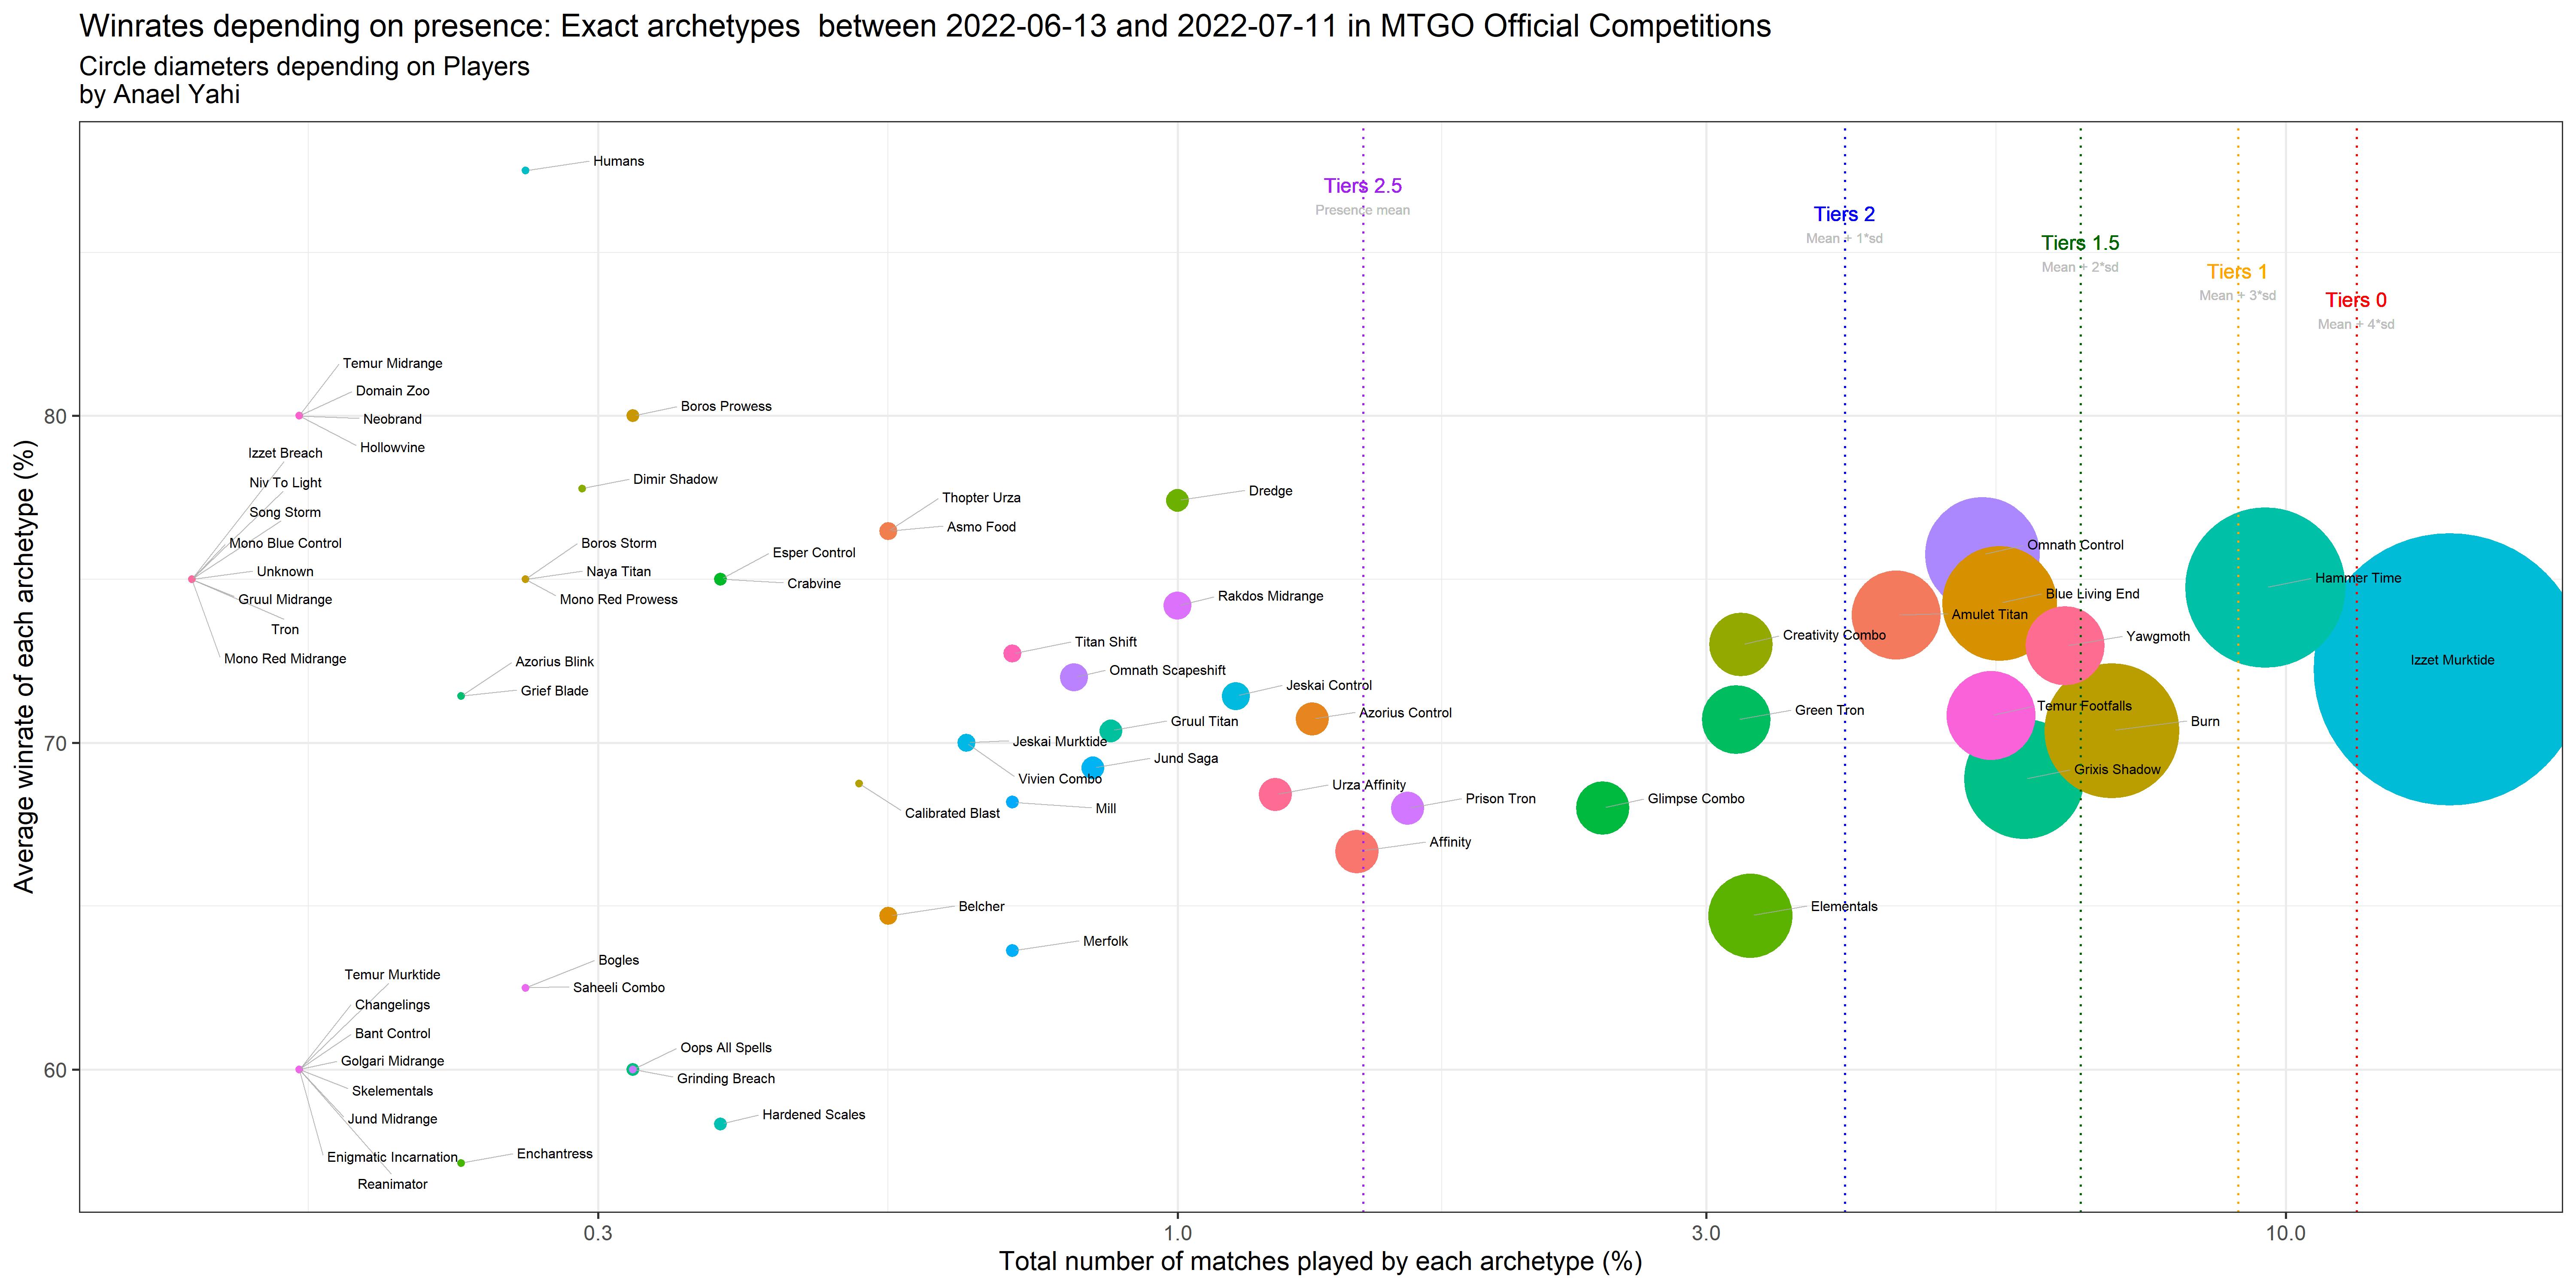 Winrates depending on presence: Exact archetypes  between 2022-06-13 and 2022-07-11 in MTGO Official Competitions
Circle diameters depending on Players
by Anael Yahi
Humans
Tiers 2.5
Presence mean
Tiers 2
Mean + 1*sd
Tiers 1.5
Mean + 2*sd
Tiers 1
Mean + 3*sd
Tiers 0
Mean + 4*sd
Temur Midrange
Domain Zoo
Neobrand
Hollowvine
Boros Prowess
Izzet Breach
Niv To Light
Song Storm
Mono Blue Control
Unknown
Gruul Midrange
Tron
Mono Red Midrange
Dimir Shadow
Thopter Urza
Asmo Food
Dredge
Boros Storm
Naya Titan
Mono Red Prowess
Esper Control
Crabvine
Rakdos Midrange
Titan Shift
Omnath Scapeshift
Azorius Blink
Grief Blade
Jeskai Control
Azorius Control
Gruul Titan
Jeskai Murktide
Vivien Combo
Jund Saga
Calibrated Blast
Mill
Urza Affinity
Prison Tron
Affinity
Glimpse Combo
Omnath Control
Blue Living End
Amulet Titan
Creativity Combo
Yawgmoth
Hammer Time
Izzet Murktide
Green Tron
Temur Footfalls
Burn
Grixis Shadow
Elementals
Belcher
Merfolk
Bogles
Saheeli Combo
Temur Murktide
Changelings
Bant Control
Golgari Midrange
Skelementals
Jund Midrange
Enigmatic Incarnation
Reanimator
Oops All Spells
Grinding Breach
Hardened Scales
Enchantress
80
70
60
Average winrate of each archetype (%)
0.3
1.0
3.0
10.0
Total number of matches played by each archetype (%)